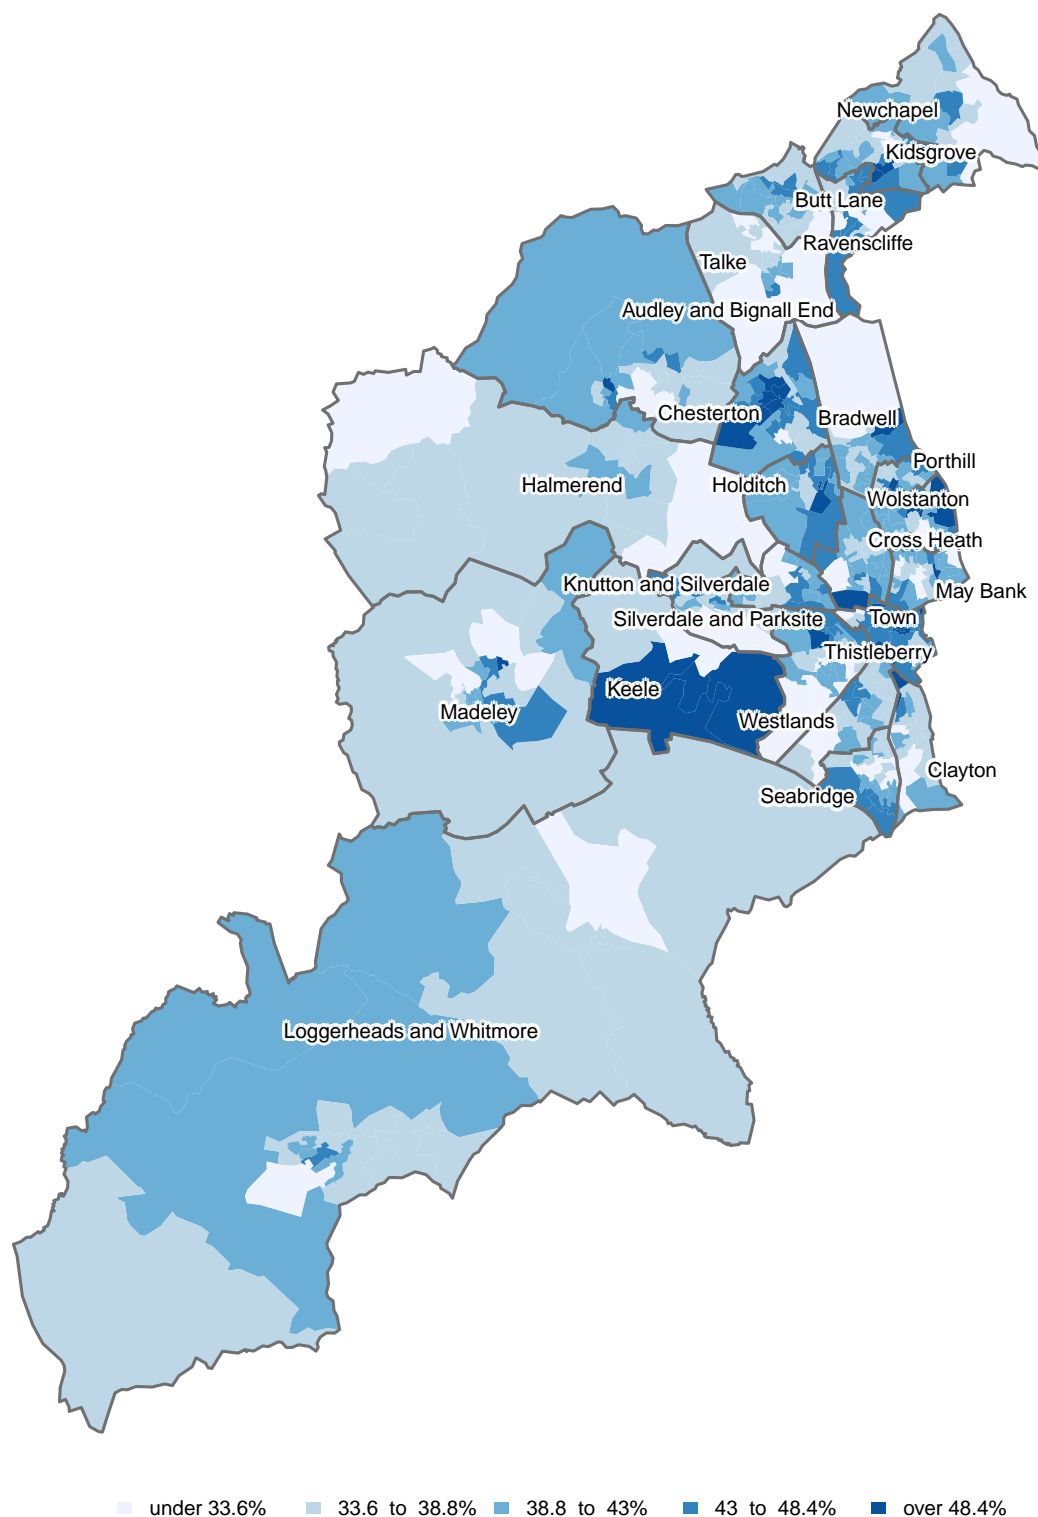 Newchapel
Kidsgrove
Butt Lane
Ravenscliffe
Talke
Audley and Bignall End
Chesterton
Bradwell
Porthill
Halmerend
Holditch
Wolstanton
Cross Heath
Knutton and Silverdale
May Bank
Silverdale and Parksite
Town
Thistleberry
Keele
Madeley
Westlands
Clayton
Seabridge
Loggerheads and Whitmore
under 33.6%
33.6 to 38.8%
38.8 to 43%
43 to 48.4%
over 48.4%